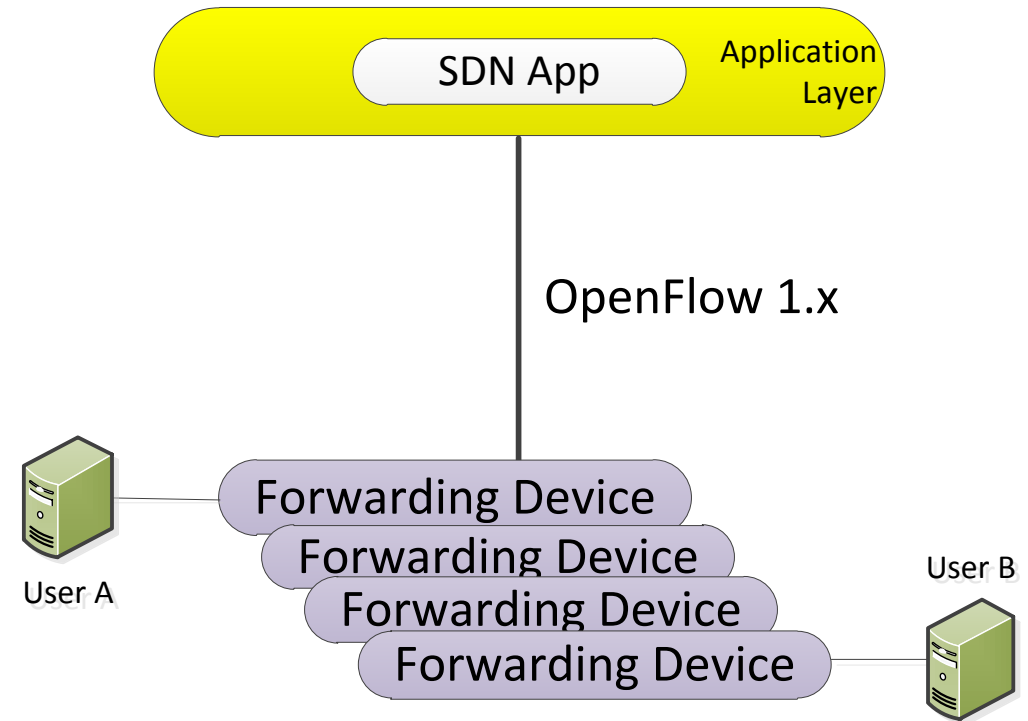 SDN App
Application
Layer
OpenFlow 1.x
Forwarding Device
Forwarding Device
Forwarding Device
Forwarding Device
User A
User B